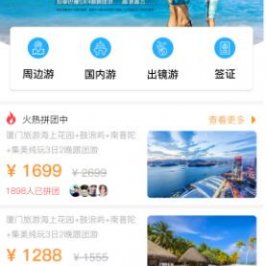 周边游
国内游
出镜游
签证
火热拼团中
查看更多
厦门旅游海上花园+鼓浪屿+南普陀
+集美纯玩3日2晚跟团游
¥ 1699 ¥ 2699
1898人已拼团
厦门旅游海上花园+鼓浪屿+南普陀
+集美纯玩3日2晚跟团游
¥ 1288 ¥ 1555